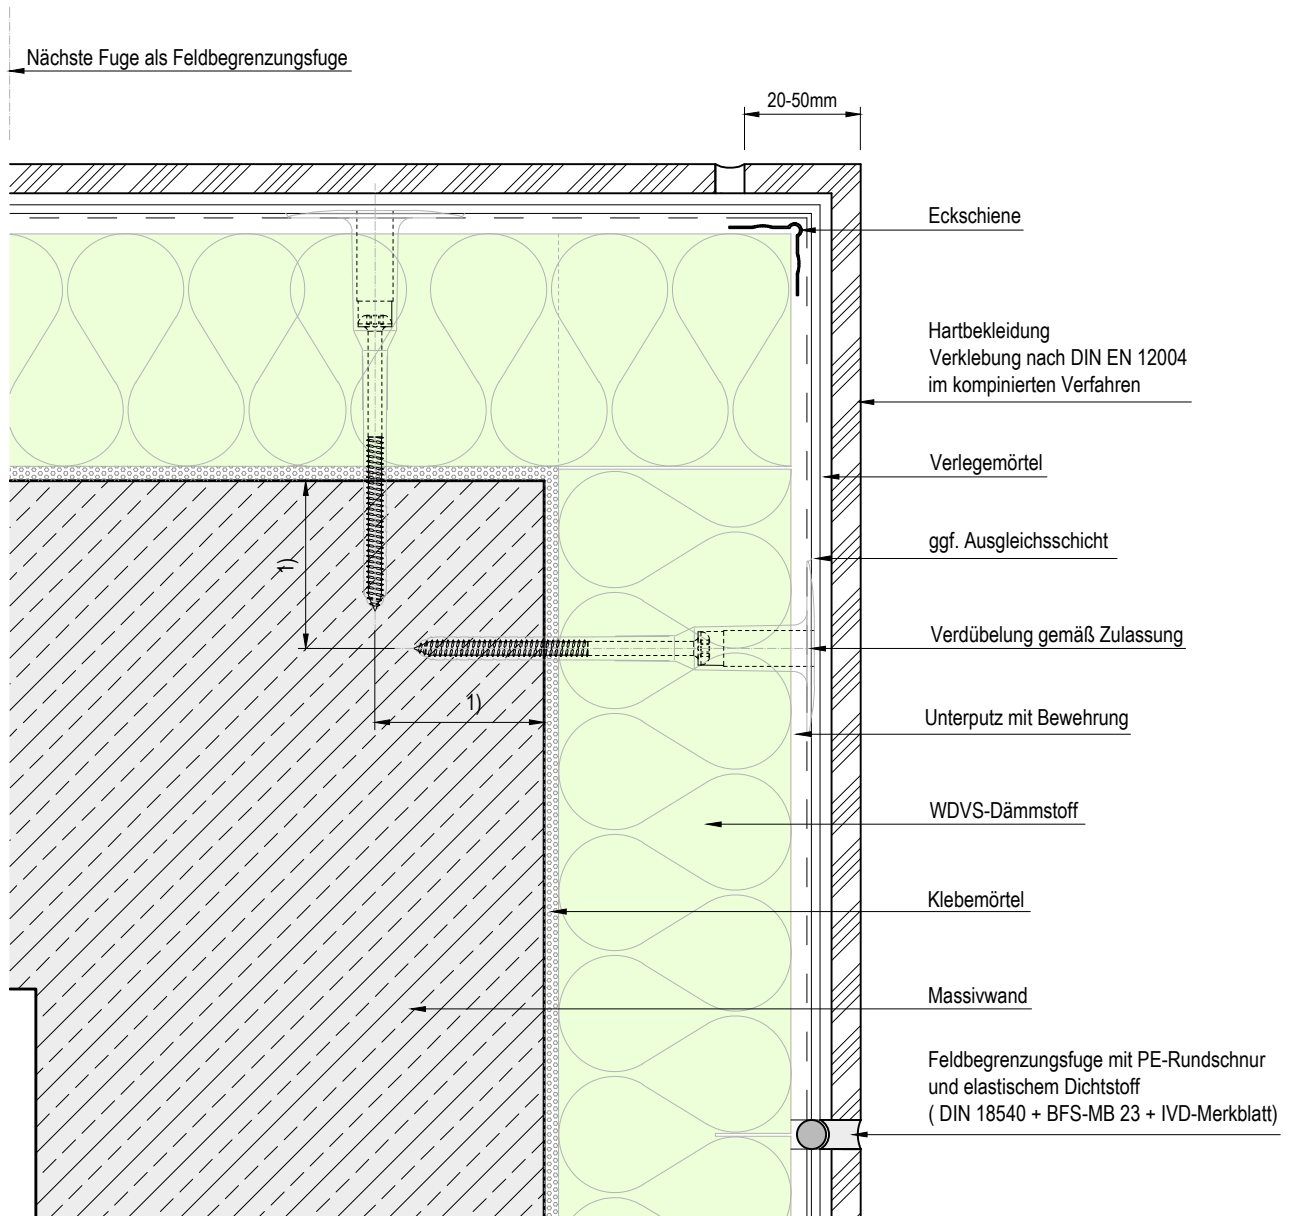 Nächste Fuge als Feldbegrenzungsfuge
20-50mm
Eckschiene
Hartbekleidung
Verklebung nach DIN EN 12004
im kompinierten Verfahren
Verlegemörtel
ggf. Ausgleichsschicht
1)
Verdübelung gemäß Zulassung
1)
Unterputz mit Bewehrung
WDVS-Dämmstoff
Klebemörtel
Massivwand
Feldbegrenzungsfuge mit PE-Rundschnur
und elastischem Dichtstoff
( DIN 18540 + BFS-MB 23 + IVD-Merkblatt)